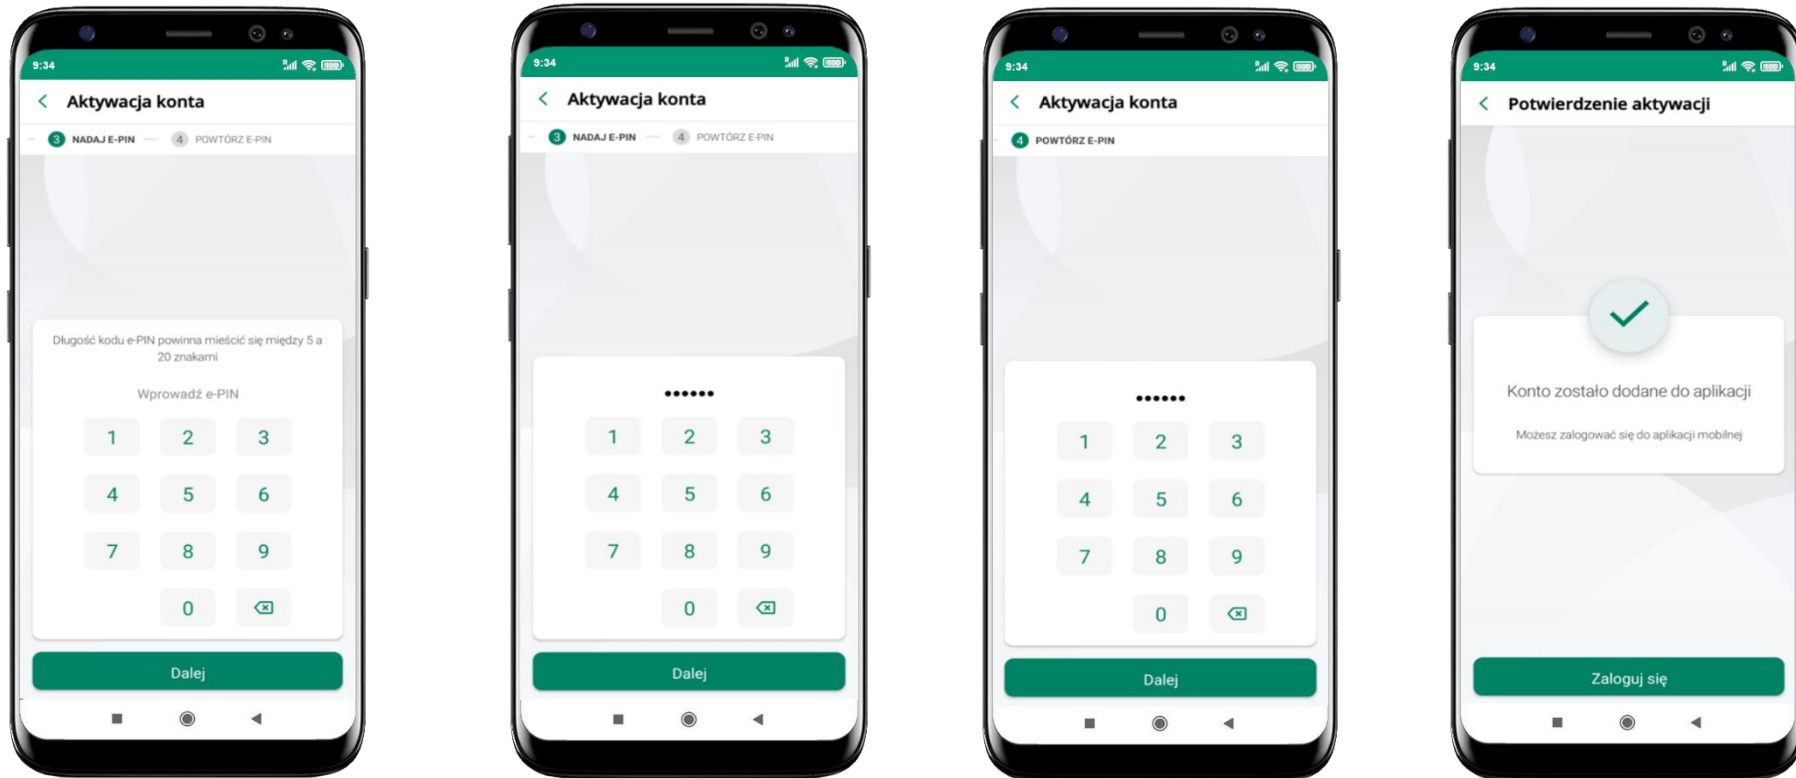 9:34
Aktywacja konta
3 NADAJ E-PIN 4 POWTÓRZ E-PIN
Długość kodu e-PIN powinna mieścić się między 5 a
20 znakami
Wprowadź e-PIN
1 2 3
4 5 6
7 8 9
0
Dalej
9:34
Aktywacja konta
3 NADAJ E-PIN 4 POWTÓRZ E-PIN
••••••
1 2 3
4 5 6
7 8 9
0
Dalej
9:34
Aktywacja konta
4 POWTÓRZ E-PIN
••••••
1 2 3
4 5 6
7 8 9
0
Dalej
9:34
Potwierdzenie aktywacji
Konto zostało dodane do aplikacji
Możesz zalogować się do aplikacji mobilnej
Zaloguj się